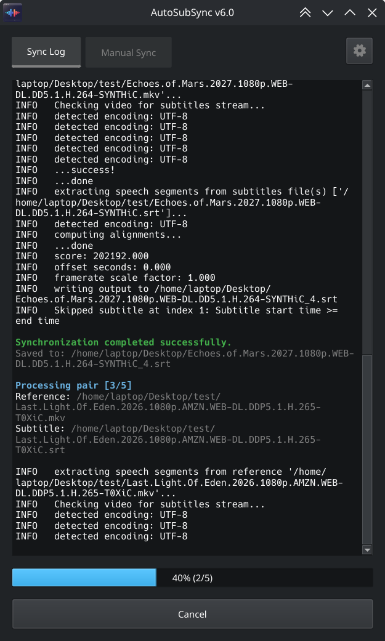 AutoSubSync v6.0
Sync Log
Manual Sync
laptop/Desktop/test/Echoes.of.Mars.2027.1080p.WEB-
DL.DD5.1.H.264-SYNTHiC.mkv'...
INFO   Checking video for subtitles stream...
INFO   detected encoding: UTF-8
INFO   detected encoding: UTF-8
INFO   detected encoding: UTF-8
INFO   detected encoding: UTF-8
INFO   ...success!
INFO   ...done
INFO   extracting speech segments from subtitles file(s) ['/
home/laptop/Desktop/test/Echoes.of.Mars.2027.1080p.WEB-
DL.DD5.1.H.264-SYNTHiC.srt']...
INFO   detected encoding: UTF-8
INFO   computing alignments...
INFO   ...done
INFO   score: 202192.000
INFO   offset seconds: 0.000
INFO   framerate scale factor: 1.000
INFO   writing output to /home/laptop/Desktop/
Echoes.of.Mars.2027.1080p.WEB-DL.DD5.1.H.264-SYNTHiC_4.srt
INFO   Skipped subtitle at index 1: Subtitle start time >=
end time
Synchronization completed successfully.
Saved to: /home/laptop/Desktop/Echoes.of.Mars.2027.1080p.WEB-
DL.DD5.1.H.264-SYNTHiC_4.srt
Processing pair [3/5]
Reference: /home/laptop/Desktop/test/
Last.Light.Of.Eden.2026.1080p.AMZN.WEB-DL.DDP5.1.H.265-
T0XiC.mkv
Subtitle: /home/laptop/Desktop/test/
Last.Light.Of.Eden.2026.1080p.AMZN.WEB-DL.DDP5.1.H.265-
T0XiC.srt
INFO   extracting speech segments from reference '/home/
laptop/Desktop/test/Last.Light.Of.Eden.2026.1080p.AMZN.WEB-
DL.DDP5.1.H.265-T0XiC.mkv'...
INFO   Checking video for subtitles stream...
INFO   detected encoding: UTF-8
INFO   detected encoding: UTF-8
INFO   detected encoding: UTF-8
40% (2/5)
Cancel